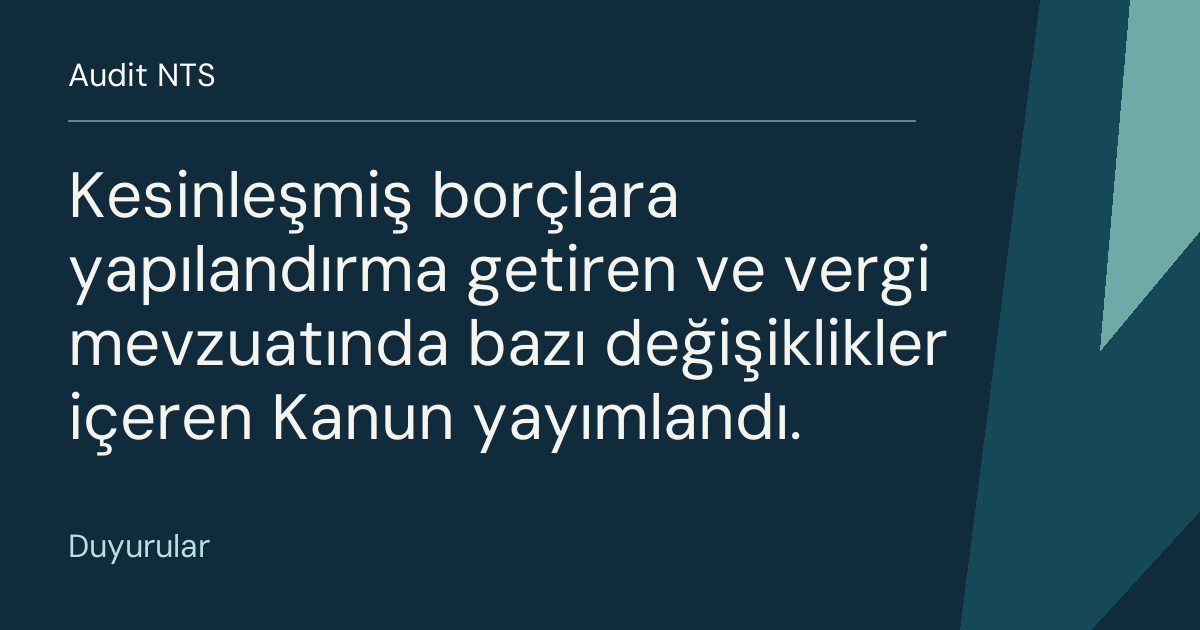 Audit NTS
Kesinleşmiş borçlara
yapılandırma getiren ve vergi
mevzuatında bazı değişiklikler
içeren Kanun yayımlandı.
Duyurular